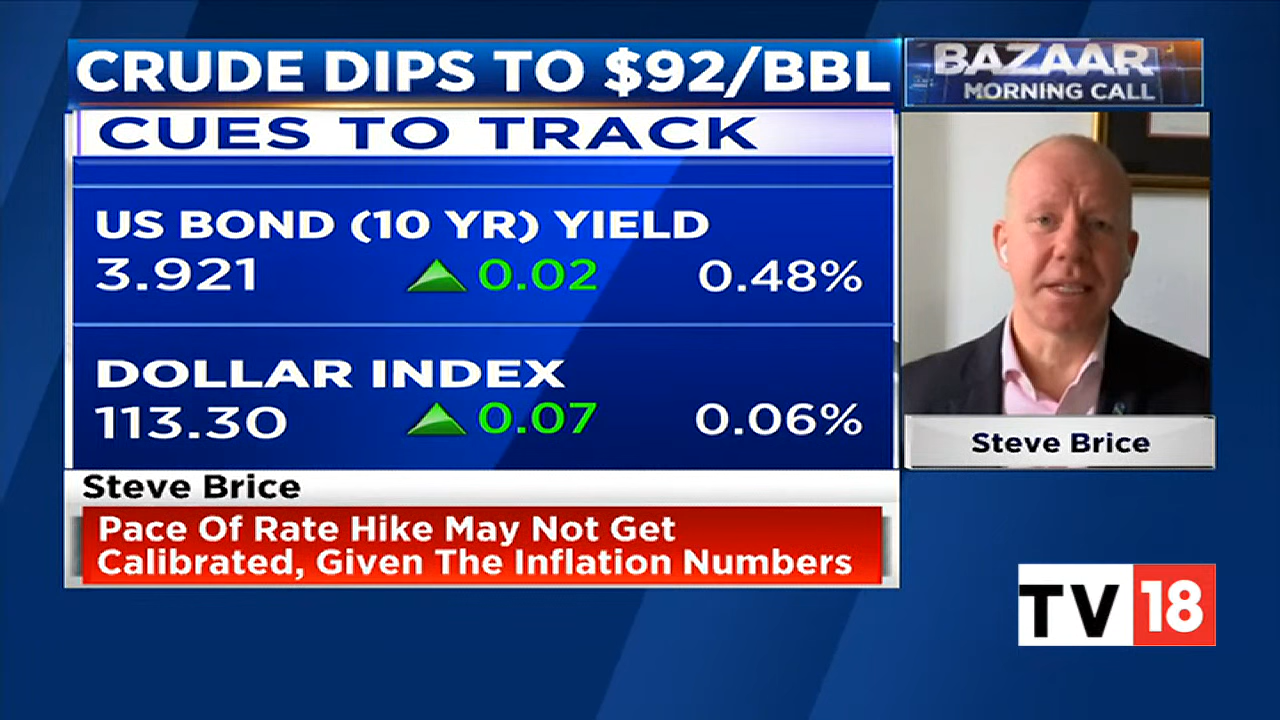 CRUDE DIPS TO $92/BBL
BAZAAR
MORNING CALL
CUES TO TRACK
US BOND (10 YR) YIELD
3.921 0.02 0.48%
DOLLAR INDEX
113.30 0.07 0.06%
Steve Brice
Steve Brice
Pace Of Rate Hike May Not Get
Calibrated, Given The Inflation Numbers
TV18